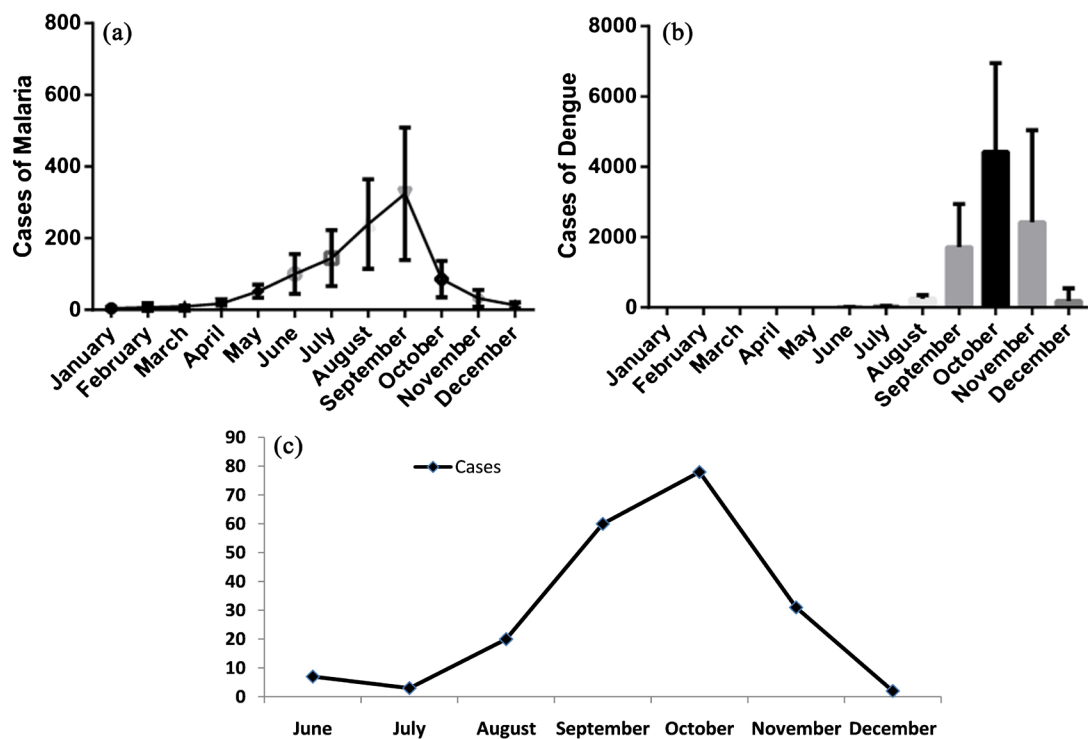 (a)
Cases of Malaria
800
600
400
200
0
January
February
March
April
May
June
July
August
September
October
November
December
(b)
Cases of Dengue
8000
6000
4000
2000
0
January
February
March
April
May
June
July
August
September
October
November
December
(c)
Cases
90
80
70
60
50
40
30
20
10
0
June July August September October November December